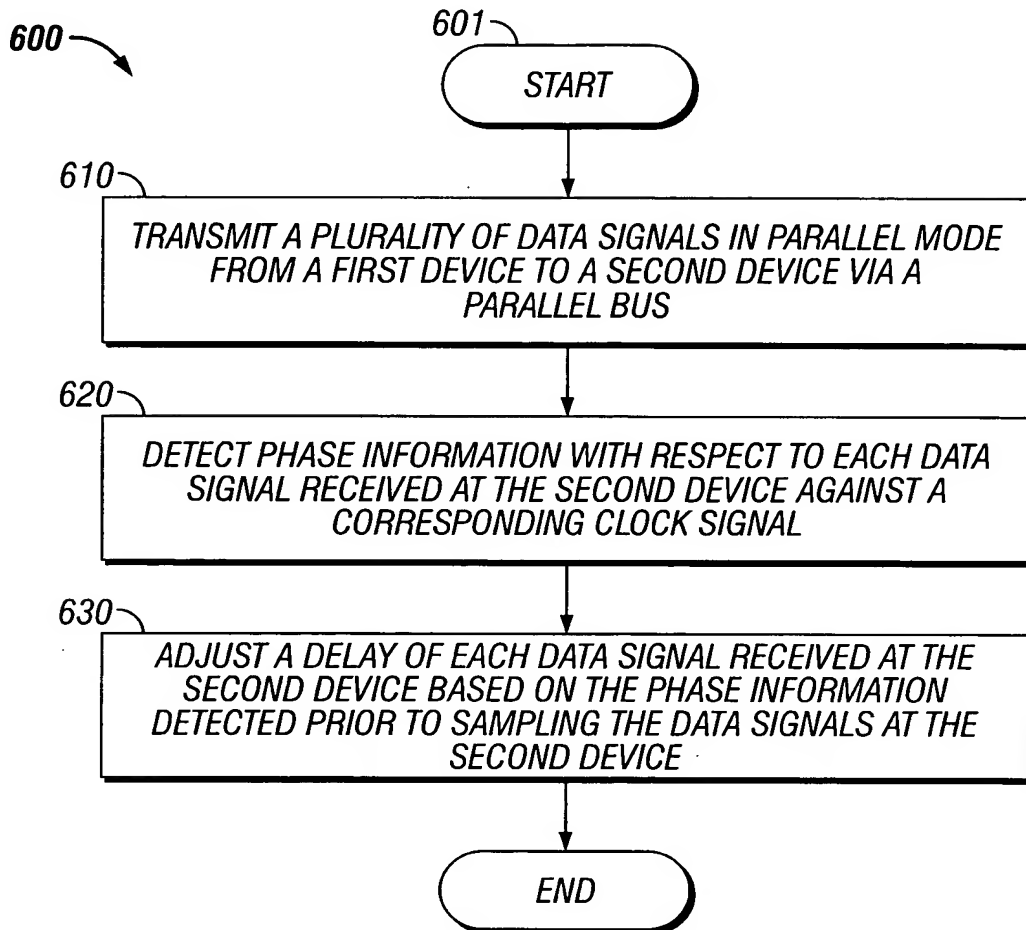 600
601
START
610
TRANSMIT A PLURALITY OF DATA SIGNALS IN PARALLEL MODE
FROM A FIRST DEVICE TO A SECOND DEVICE VIA A
PARALLEL BUS
620
DETECT PHASE INFORMATION WITH RESPECT TO EACH DATA
SIGNAL RECEIVED AT THE SECOND DEVICE AGAINST A
CORRESPONDING CLOCK SIGNAL
630
ADJUST A DELAY OF EACH DATA SIGNAL RECEIVED AT THE
SECOND DEVICE BASED ON THE PHASE INFORMATION
DETECTED PRIOR TO SAMPLING THE DATA SIGNALS AT THE
SECOND DEVICE
END